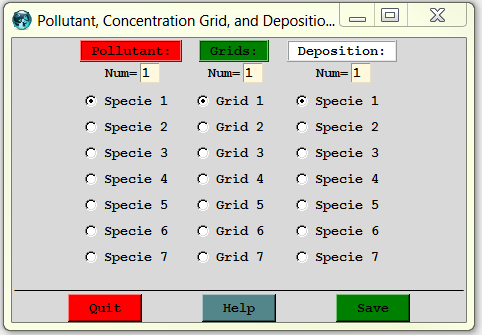 Pollutant, Concentration Grid, and Depositio...
Pollutant: Grids: Deposition:
Num= 1 Num= 1 Num= 1
Specie 1 Grid 1 Specie 1
Specie 2 Grid 2 Specie 2
Specie 3 Grid 3 Specie 3
Specie 4 Grid 4 Specie 4
Specie 5 Grid 5 Specie 5
Specie 6 Grid 6 Specie 6
Specie 7 Grid 7 Specie 7
Quit Help Save